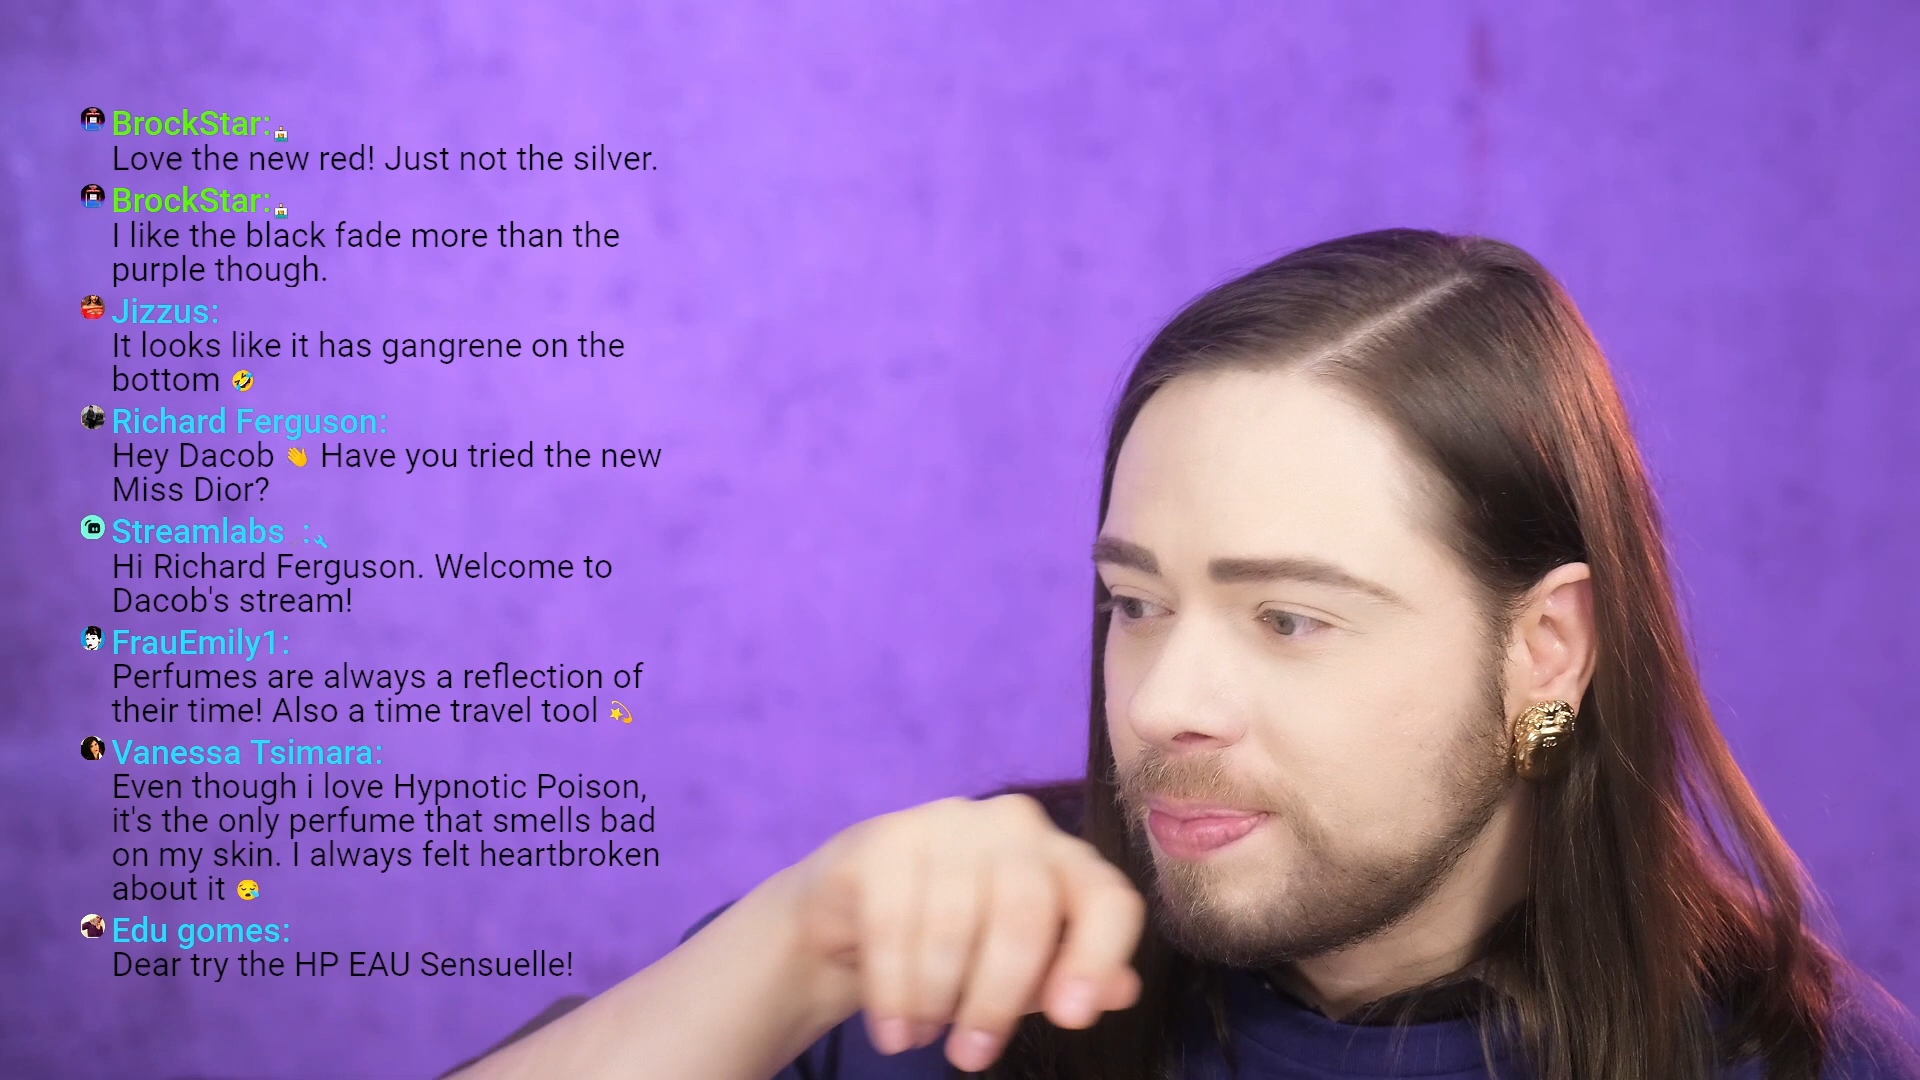 BrockStar:
Love the new red! Just not the silver.
BrockStar:
I like the black fade more than the
purple though.
Jizzus:
It looks like it has gangrene on the
bottom 🤣
Richard Ferguson:
Hey Dacob 👋 Have you tried the new
Miss Dior?
Streamlabs :
Hi Richard Ferguson. Welcome to
Dacob's stream!
FrauEmily1:
Perfumes are always a reflection of
their time! Also a time travel tool 💫
Vanessa Tsimara:
Even though i love Hypnotic Poison,
it's the only perfume that smells bad
on my skin. I always felt heartbroken
about it 😪
Edu gomes:
Dear try the HP EAU Sensuelle!